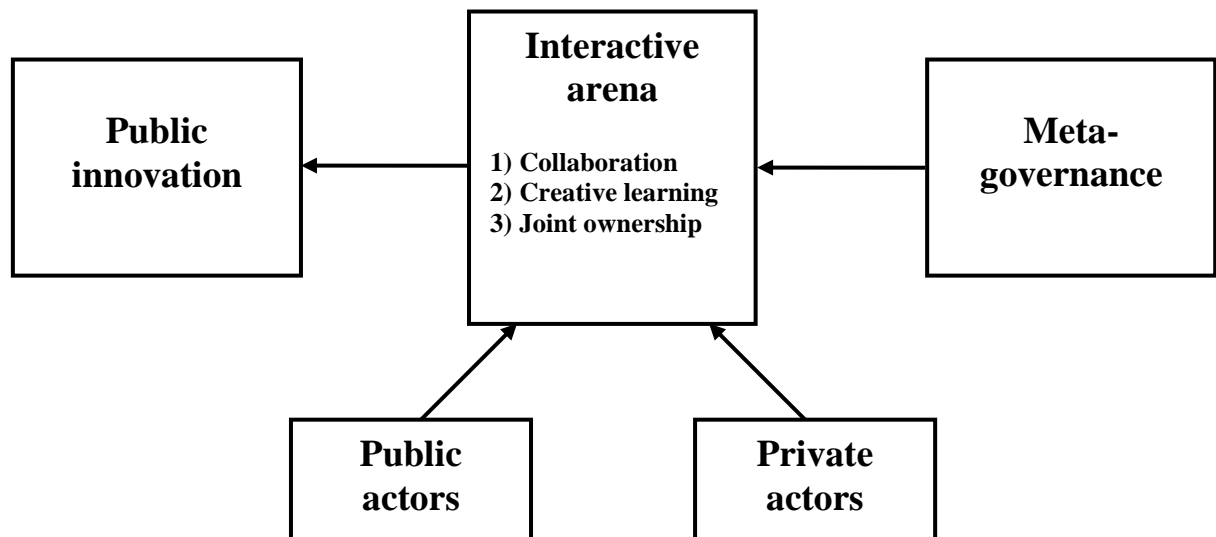 Interactive
arena
1) Collaboration
2) Creative learning
3) Joint ownership
Public
innovation
Meta-
governance
Public
actors
Private
actors